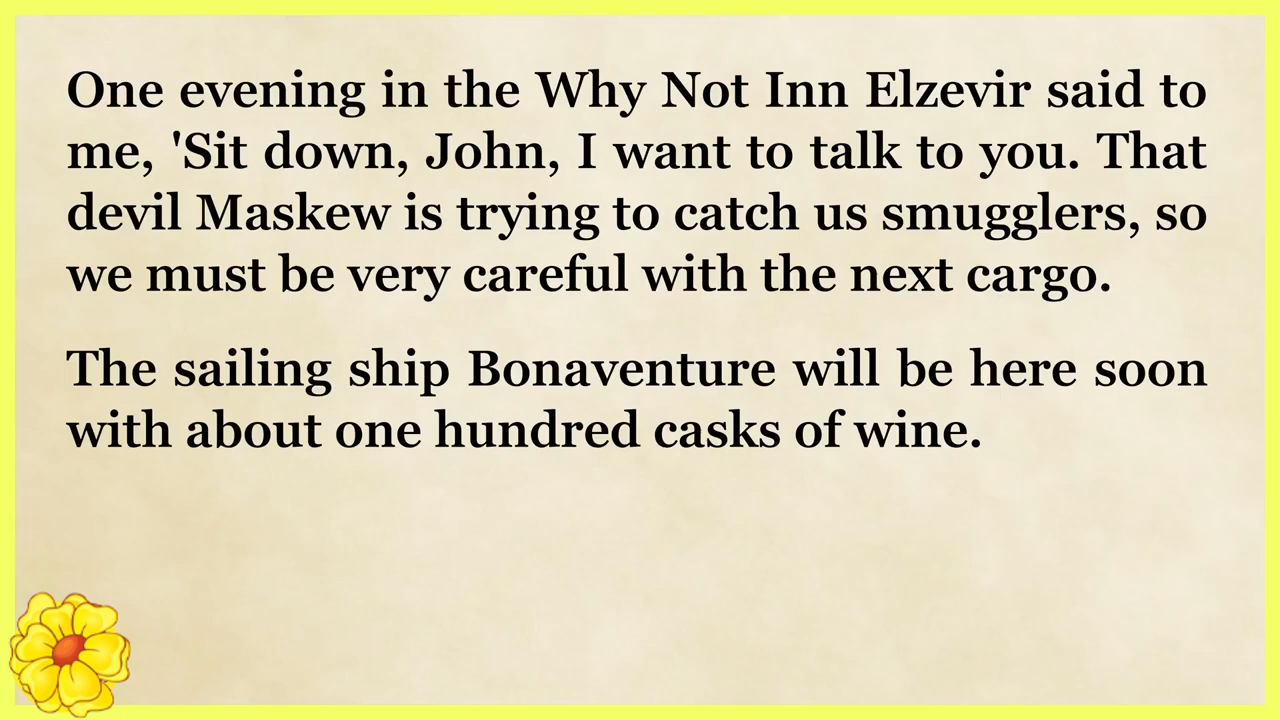 One evening in the Why Not Inn Elzevir said to
me, 'Sit down, John, I want to talk to you. That
devil Maskew is trying to catch us smugglers, so
we must be very careful with the next cargo.
The sailing ship Bonaventure will be here soon
with about one hundred casks of wine.